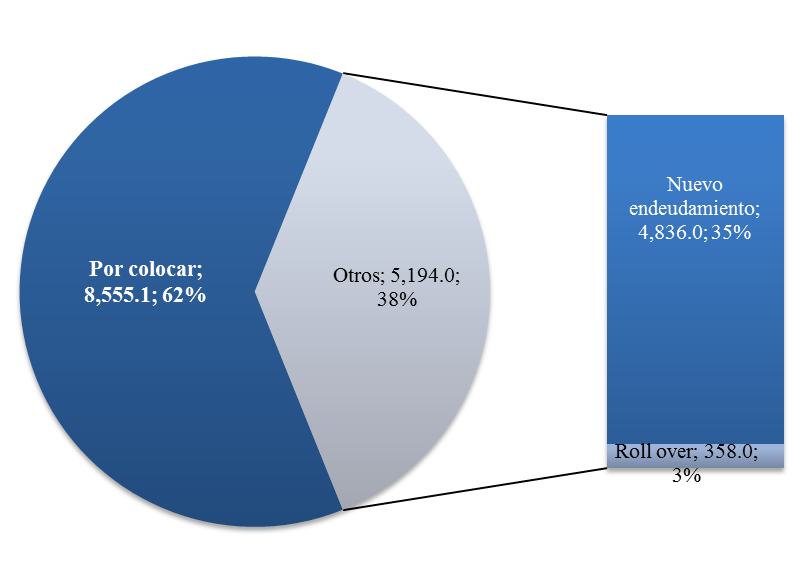 Por colocar;
8,555.1; 62%
Otros; 5,194.0;
38%
Nuevo
endeudamiento;
4,836.0; 35%
Roll over; 358.0;
3%